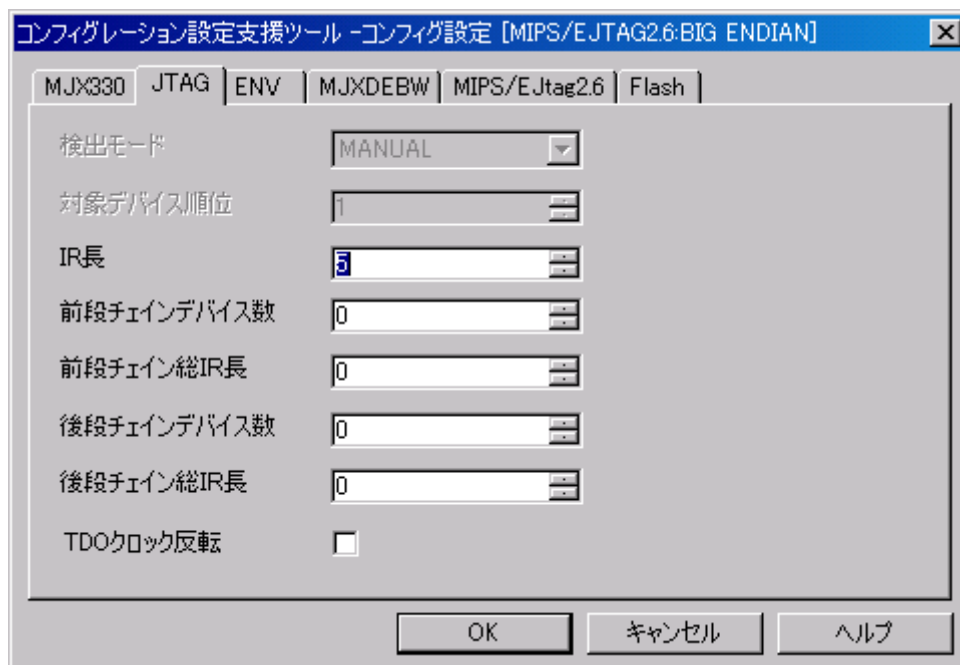 コンフィグレーション設定支援ツール -コンフィグ設定 [MIPS/EJTAG2.6:BIG ENDIAN]
MJX330 JTAG ENV MJXDEBW MIPS/EJtag2.6 Flash
検出モード MANUAL
対象デバイス順位 1
IR長 5
前段チェインデバイス数 0
前段チェイン総IR長 0
後段チェインデバイス数 0
後段チェイン総IR長 0
TDOクロック反転
OK キャンセル ヘルプ